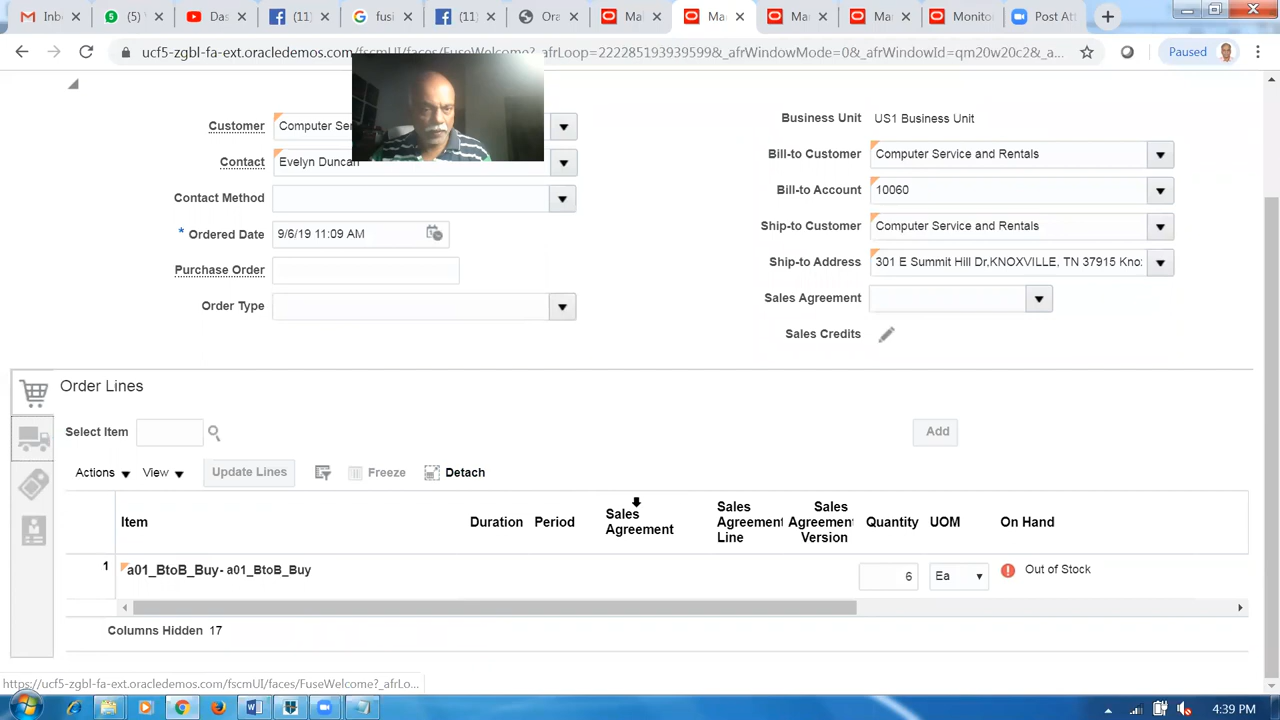 Inb
(5)
Das
(11)
fusi
(11)
Ma
Ma
Ma
Ma
Monit
Post Att
ucf5-zgbl-fa-ext.oracledemos.com/fscmUI/faces/FuseWelcome?_afrLoop=2222851939395998&_afrWindowMode=0&_afrWindowId=qm20w20c2&_a...
Paused
Customer
Computer Ser
Contact
Evelyn Duncan
Contact Method
* Ordered Date
9/6/19 11:09 AM
Purchase Order
Order Type
Business Unit
US1 Business Unit
Bill-to Customer
Computer Service and Rentals
Bill-to Account
10060
Ship-to Customer
Computer Service and Rentals
Ship-to Address
301 E Summit Hill Dr,KNOXVILLE, TN 37915 Kno
Sales Agreement
Sales Credits
Order Lines
Select Item
Add
Actions
View
Update Lines
Freeze
Detach
Item
Duration
Period
Sales
Agreement
Sales
Agreement
Line
Sales
Agreement
Version
Quantity
UOM
On Hand
1
a01_BtoB_Buy- a01_BtoB_Buy
6
Ea
Out of Stock
Columns Hidden 17
https://ucf5-zgbl-fa-ext.oracledemos.com/fscmUI/faces/FuseWelcome?_afrLo...
4:39 PM